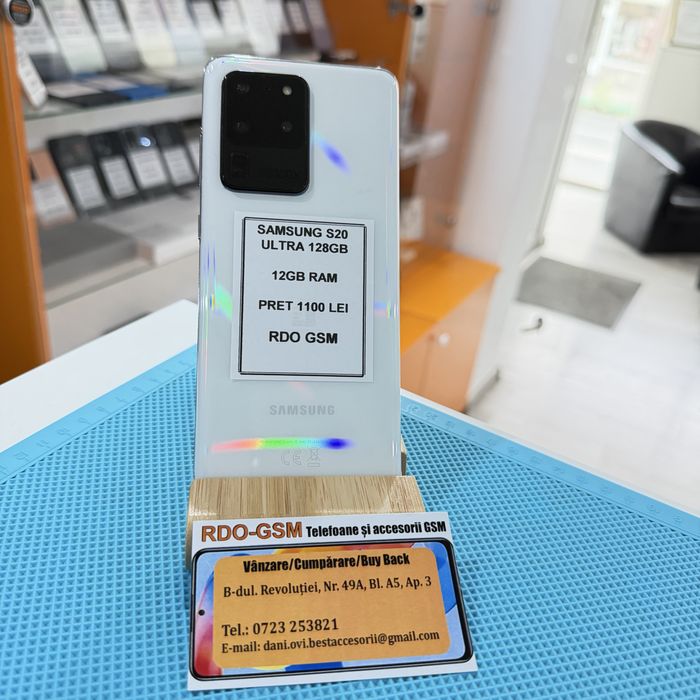 SAMSUNG S20
ULTRA 128GB
12GB RAM
PRET 1100 LEI
RDO GSM
SAMSUNG
CE
RDO-GSM Telefoane și accesorii GSM
Vânzare/Cumpărare/Buy Back
B-dul. Revoluției, Nr. 49A, Bl. A5, Ap. 3
Tel.: 0723 253821
E-mail: dani.ovi.bestaccesorii@gmail.com